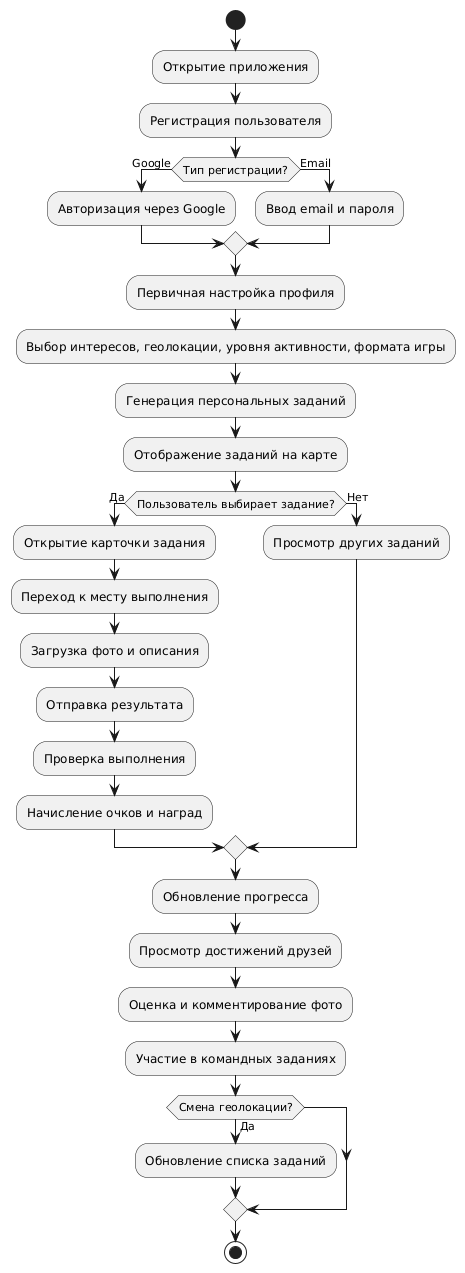 Открытие приложения
Регистрация пользователя
Google
Тип регистрации?
Email
Авторизация через Google
Ввод email и пароля
Первичная настройка профиля
Выбор интересов, геолокации, уровня активности, формата игры
Генерация персональных заданий
Отображение заданий на карте
Да
Пользователь выбирает задание?
Нет
Открытие карточки задания
Просмотр других заданий
Переход к месту выполнения
Загрузка фото и описания
Отправка результата
Проверка выполнения
Начисление очков и наград
Обновление прогресса
Просмотр достижений друзей
Оценка и комментирование фото
Участие в командных заданиях
Смена геолокации?
Да
Обновление списка заданий